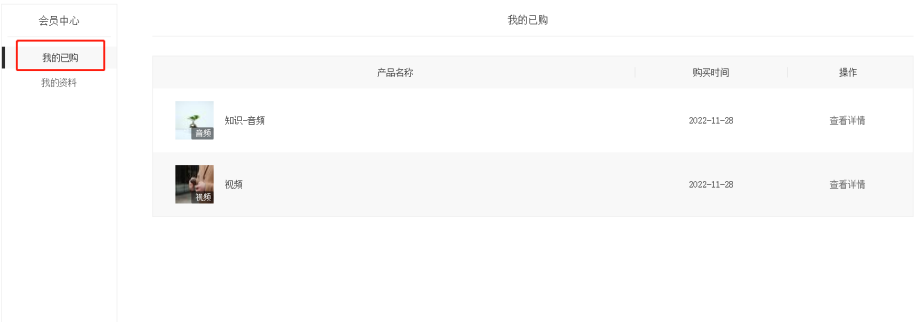 会员中心
我的已购
我的资料
我的已购
产品名称 购买时间 操作
音频
知识-音频 2022-11-28 查看详情
视频
视频 2022-11-28 查看详情